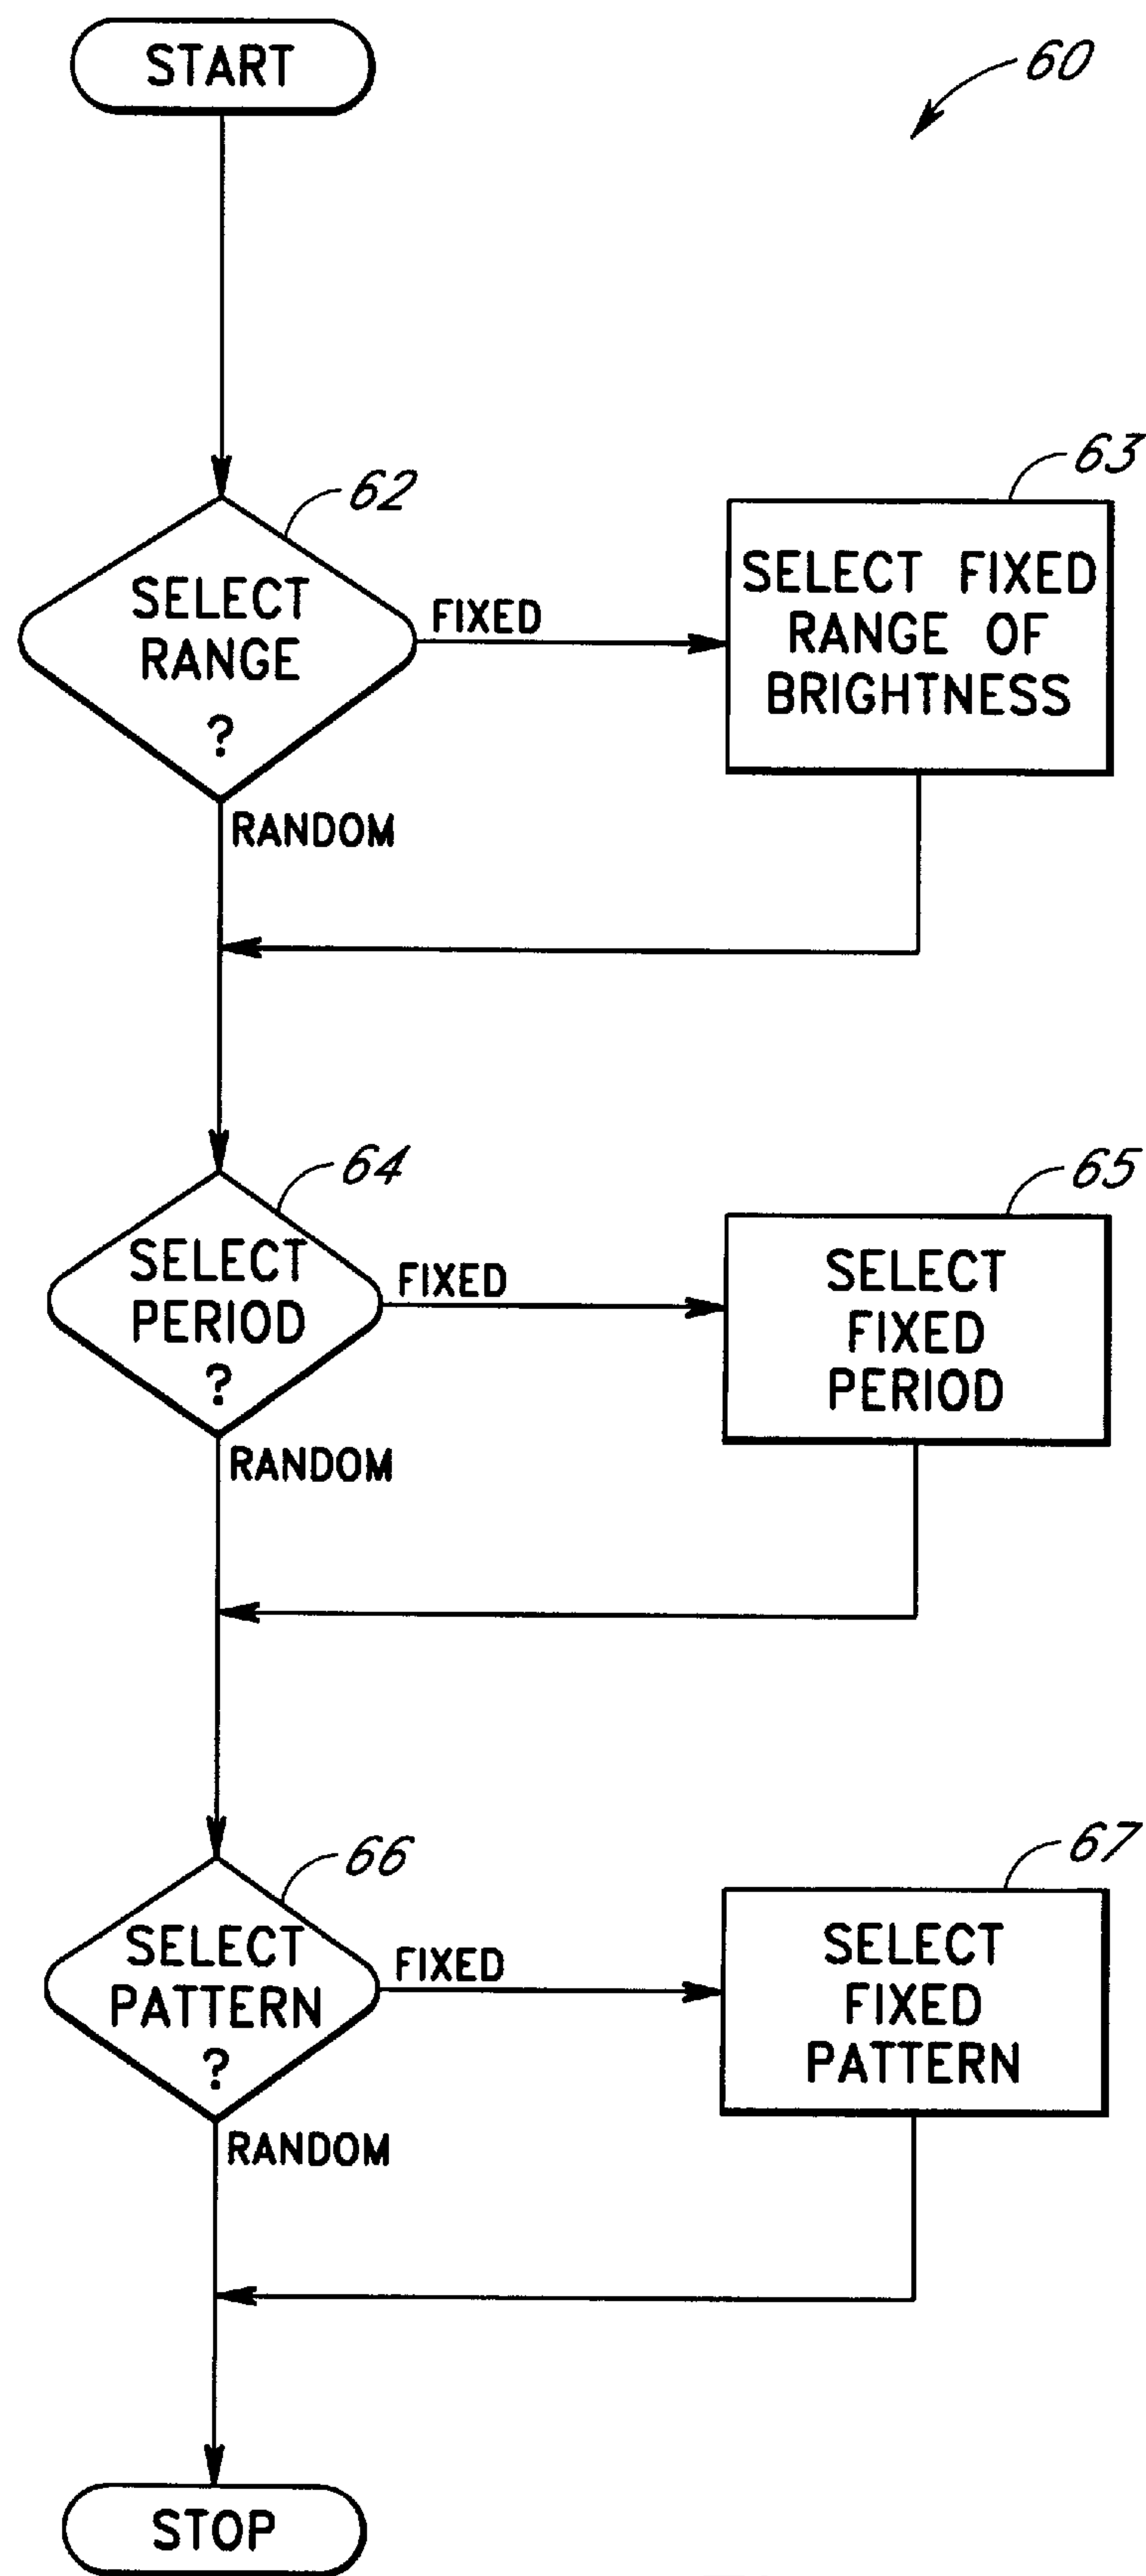 START
60
62
SELECT
RANGE
?
FIXED
RANDOM
63
SELECT FIXED
RANGE OF
BRIGHTNESS
64
SELECT
PERIOD
?
FIXED
RANDOM
65
SELECT
FIXED
PERIOD
66
SELECT
PATTERN
?
FIXED
RANDOM
67
SELECT
FIXED
PATTERN
STOP